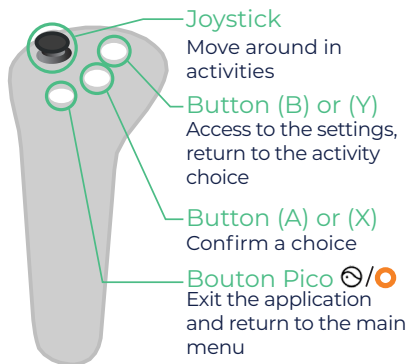 Joystick
Move around in
activities
Button (B) or (Y)
Access to the settings,
return to the activity
choice
Button (A) or (X)
Confirm a choice
Bouton Pico /
Exit the application
and return to the main
menu